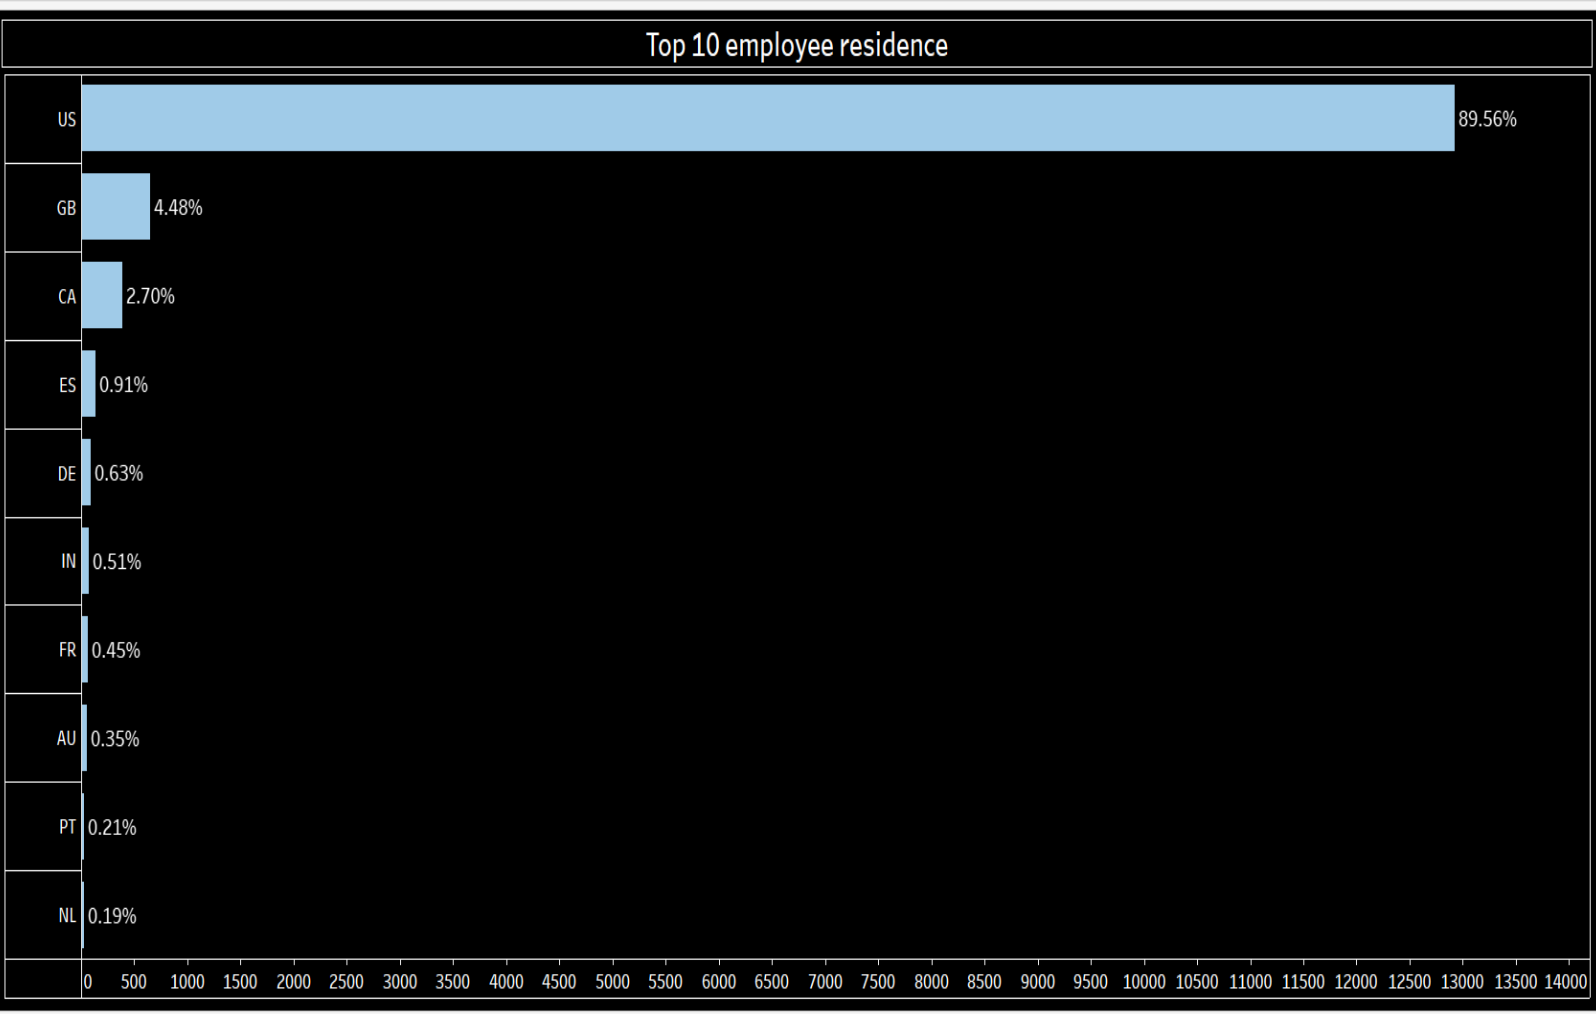 Top 10 employee residence
US 89.56%
GB 4.48%
CA 2.70%
ES 0.91%
DE 0.63%
IN 0.51%
FR 0.45%
AU 0.35%
PT 0.21%
NL 0.19%
0 500 1000 1500 2000 2500 3000 3500 4000 4500 5000 5500 6000 6500 7000 7500 8000 8500 9000 9500 10000 10500 11000 11500 12000 12500 13000 13500 14000